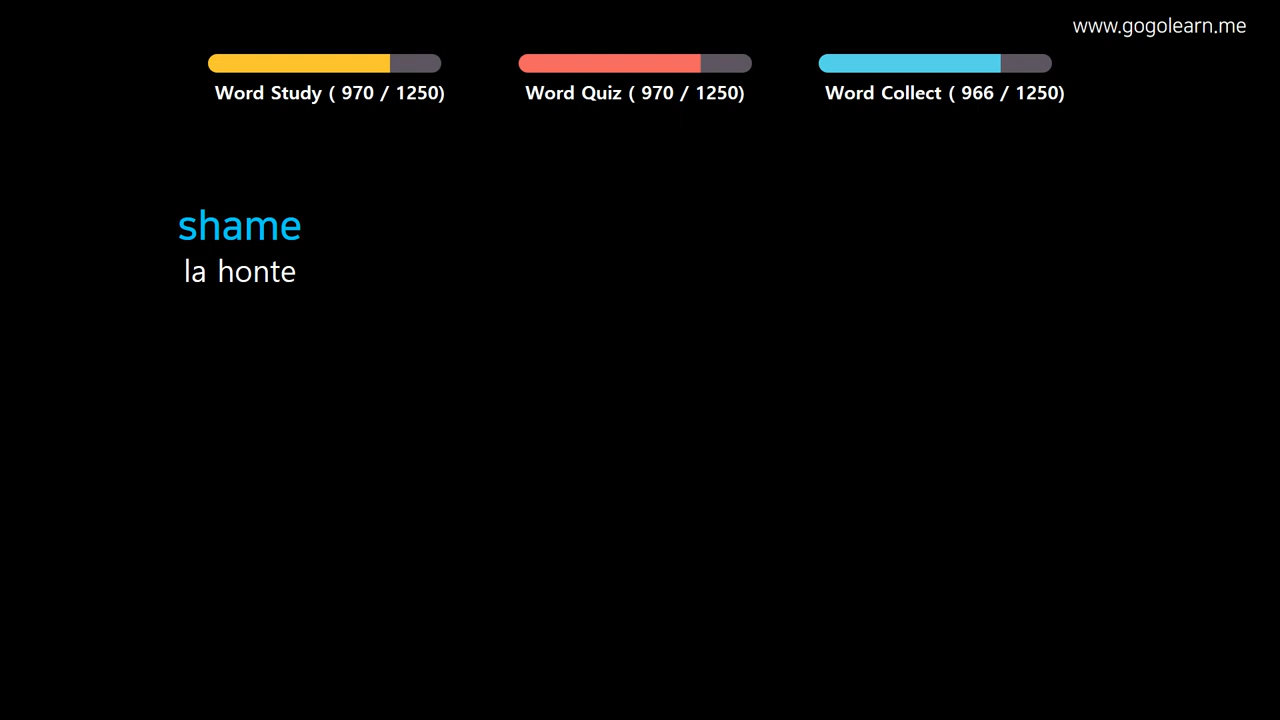 www.gogolearn.me
Word Study ( 970 / 1250)
Word Quiz ( 970 / 1250)
Word Collect ( 966 / 1250)
shame
la honte